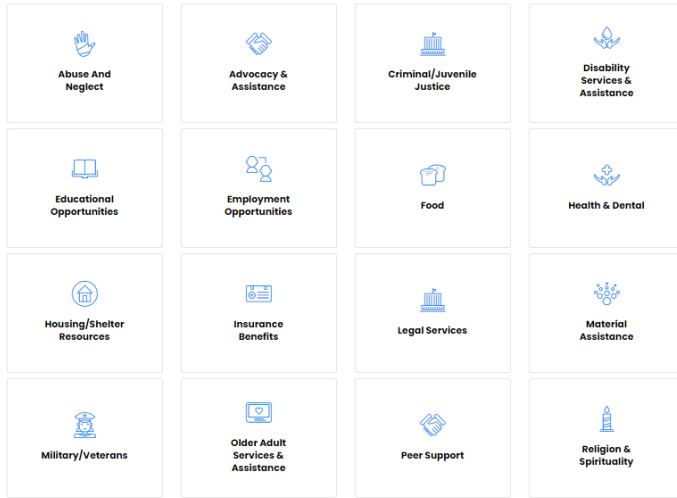 Abuse And
Neglect
Advocacy &
Assistance
Criminal/Juvenile
Justice
Disability
Services &
Assistance
Educational
Opportunities
Employment
Opportunities
Food
Health & Dental
Housing/Shelter
Resources
Insurance
Benefits
Legal Services
Material
Assistance
Military/Veterans
Older Adult
Services &
Assistance
Peer Support
Religion &
Spirituality